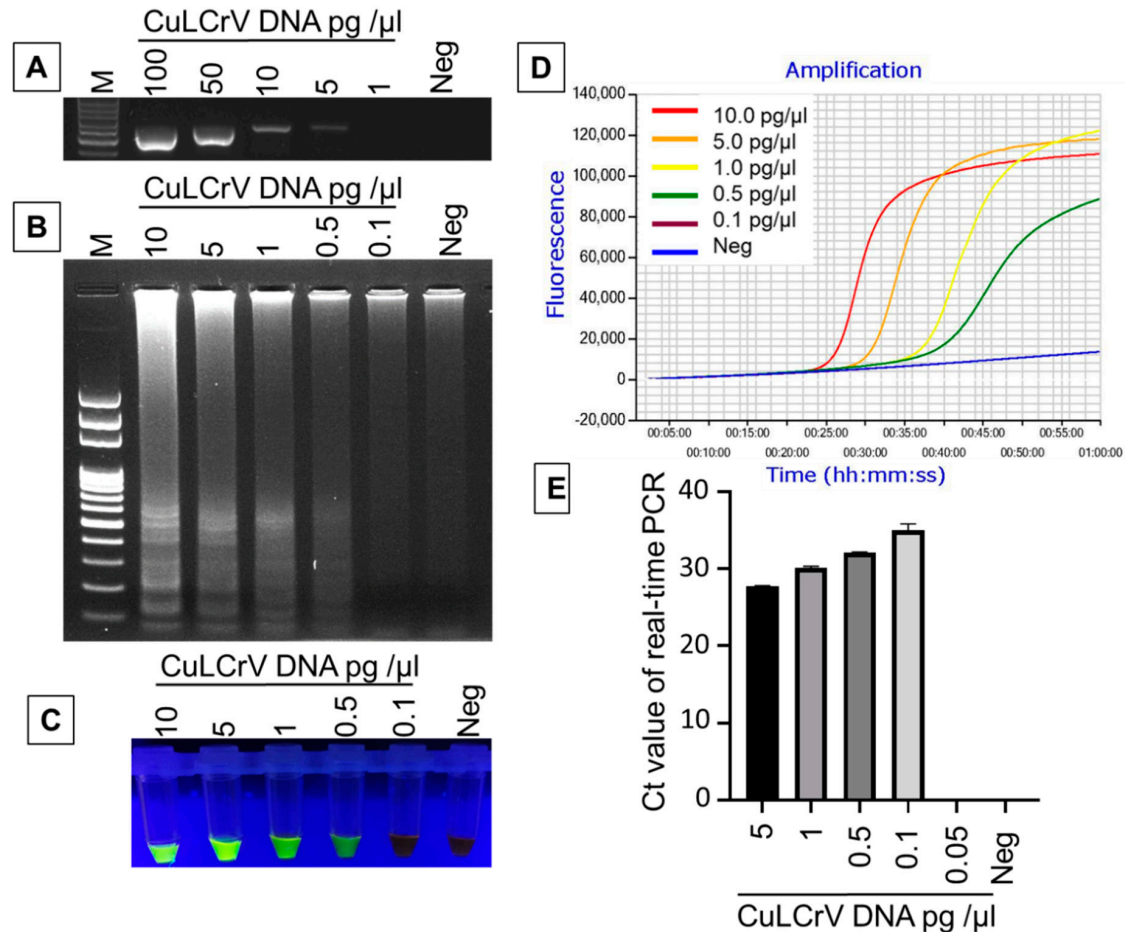 CuLCrV DNA pg /µl
A
M
100
50
10
5
1
Neg
CuLCrV DNA pg /µl
B
M
10
5
1
0.5
0.1
Neg
CuLCrV DNA pg /µl
C
10
5
1
0.5
0.1
Neg
D
Amplification
140,000
120,000
100,000
80,000
60,000
40,000
20,000
0
-20,000
Fluorescence
10.0 pg/µl
5.0 pg/µl
1.0 pg/µl
0.5 pg/µl
0.1 pg/µl
Neg
00:05:00 00:15:00 00:25:00 00:35:00 00:45:00 00:55:00
00:10:00 00:20:00 00:30:00 00:40:00 00:50:00 01:00:00
Time (hh:mm:ss)
E
Ct value of real-time PCR
40
30
20
10
0
5
1
0.5
0.1
0.05
Neg
CuLCrV DNA pg /µl